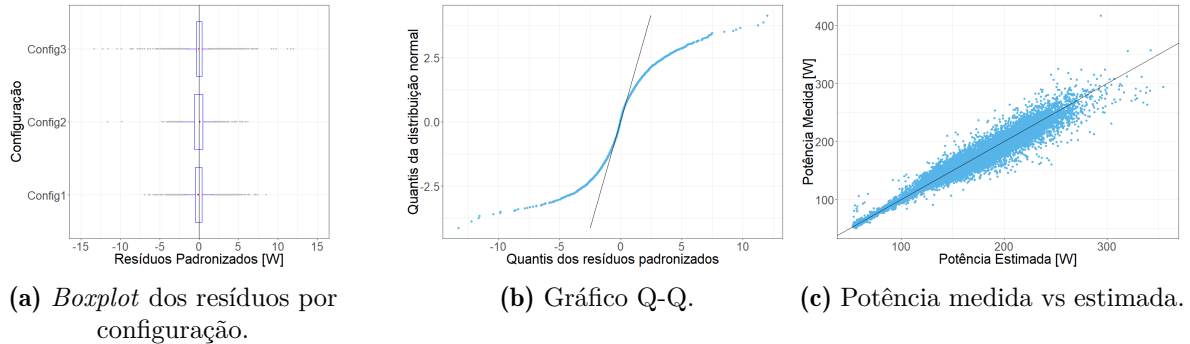 Configuração
Config3
Config2
Config1
-15 -10 -5 0 5 10 15
Resíduos Padronizados [W]
(a) Boxplot dos resíduos por
configuração.
Quantis da distribuição normal
2.5
0.0
-2.5
-10 -5 0 5 10
Quantis dos resíduos padronizados
(b) Gráfico Q-Q.
Potência Medida [W]
400
300
200
100
100 200 300
Potência Estimada [W]
(c) Potência medida vs estimada.